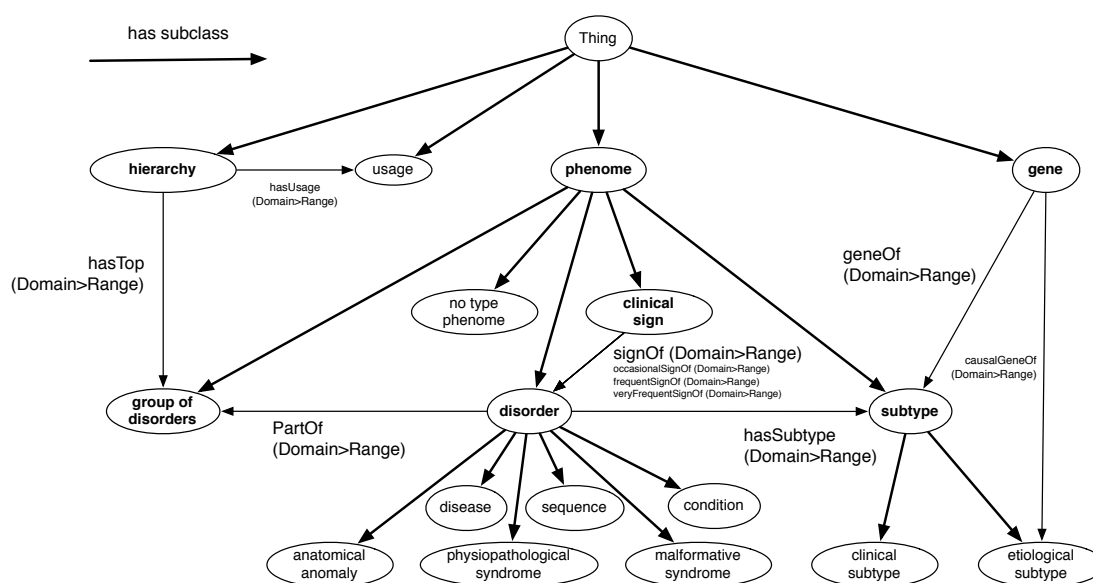 has subclass
Thing
hierarchy
usage
phenome
gene
hasUsage
(Domain>Range)
hasTop
(Domain>Range)
geneOf
(Domain>Range)
no type
phenome
clinical
sign
signOf (Domain>Range)
occasionalSignOf (Domain>Range)
frequentSignOf (Domain>Range)
veryFrequentSignOf (Domain>Range)
causalGeneOf
(Domain>Range)
group of
disorders
disorder
subtype
PartOf
(Domain>Range)
hasSubtype
(Domain>Range)
disease
sequence
condition
anatomical
anomaly
physiopathological
syndrome
malformative
syndrome
clinical
subtype
etiological
subtype